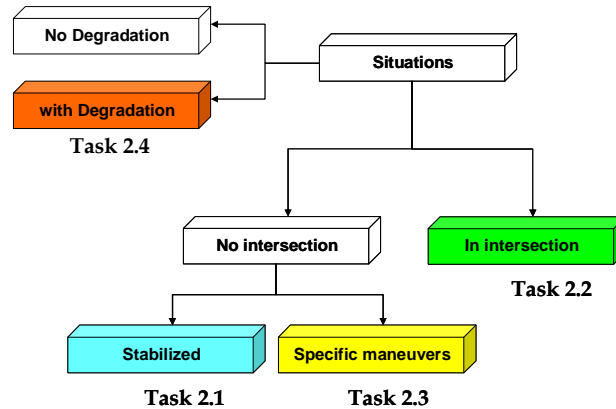 No Degradation
Situations
with Degradation
Task 2.4
No intersection
In intersection
Task 2.2
Stabilized
Specific maneuvers
Task 2.1
Task 2.3